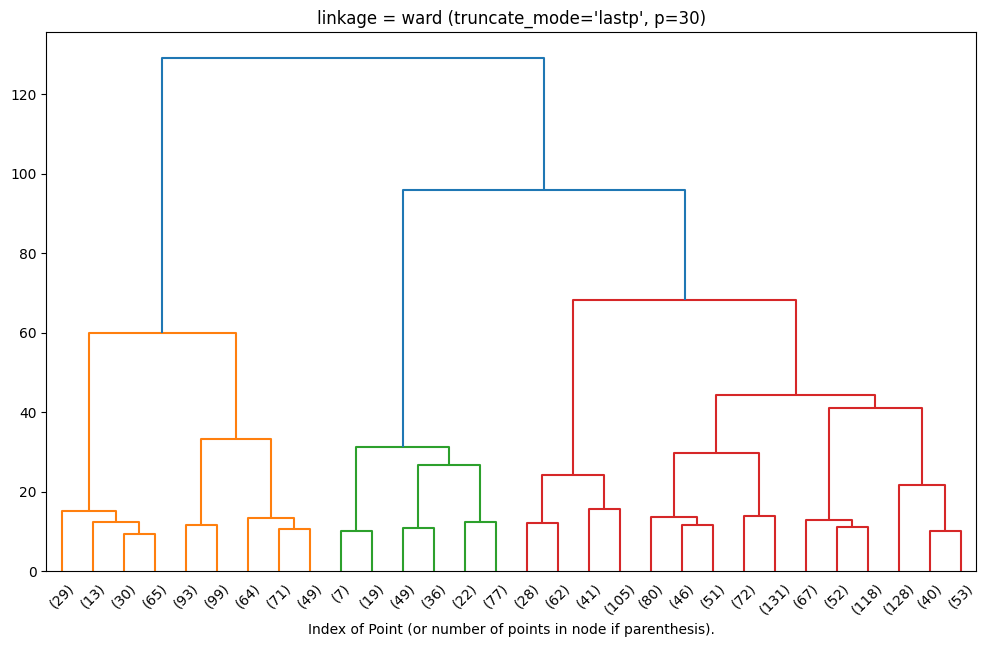 linkage = ward (truncate_mode='lastp', p=30)
120
100
80
60
40
20
0
(29) (13) (30) (65) (93) (99) (64) (71) (49) (7) (19) (49) (36) (22) (77) (28) (62) (41) (105) (80) (46) (51) (72) (131) (67) (52) (118) (128) (40) (53)
Index of Point (or number of points in node if parenthesis).